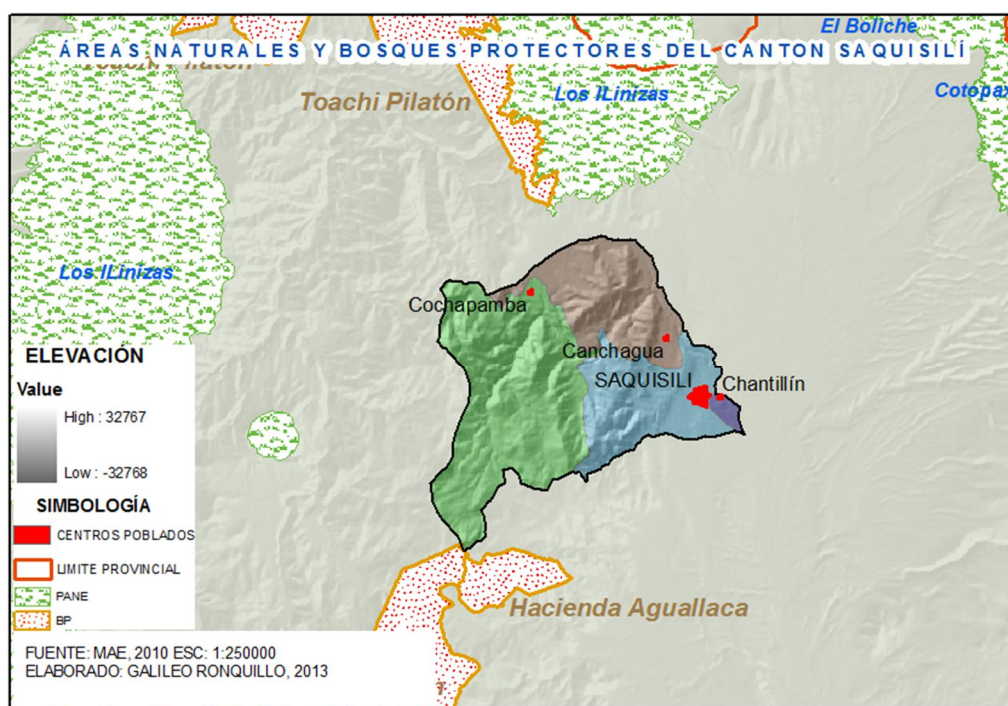 ÁREAS NATURALES Y BOSQUES PROTECTORES DEL CANTON SAQUISILÍ
El Boliche
Toachi Pilatón
Los ILinizas
Los ILinizas
Cochapamba
Canchagua
SAQUISILI
Chantillín
Hacienda Aguallaca
ELEVACIÓN
Value
High : 32767
Low : -32768
SIMBOLOGÍA
CENTROS POBLADOS
LIMITE PROVINCIAL
PANE
BP
FUENTE: MAE, 2010 ESC: 1:250000
ELABORADO: GALILEO RONQUILLO, 2013